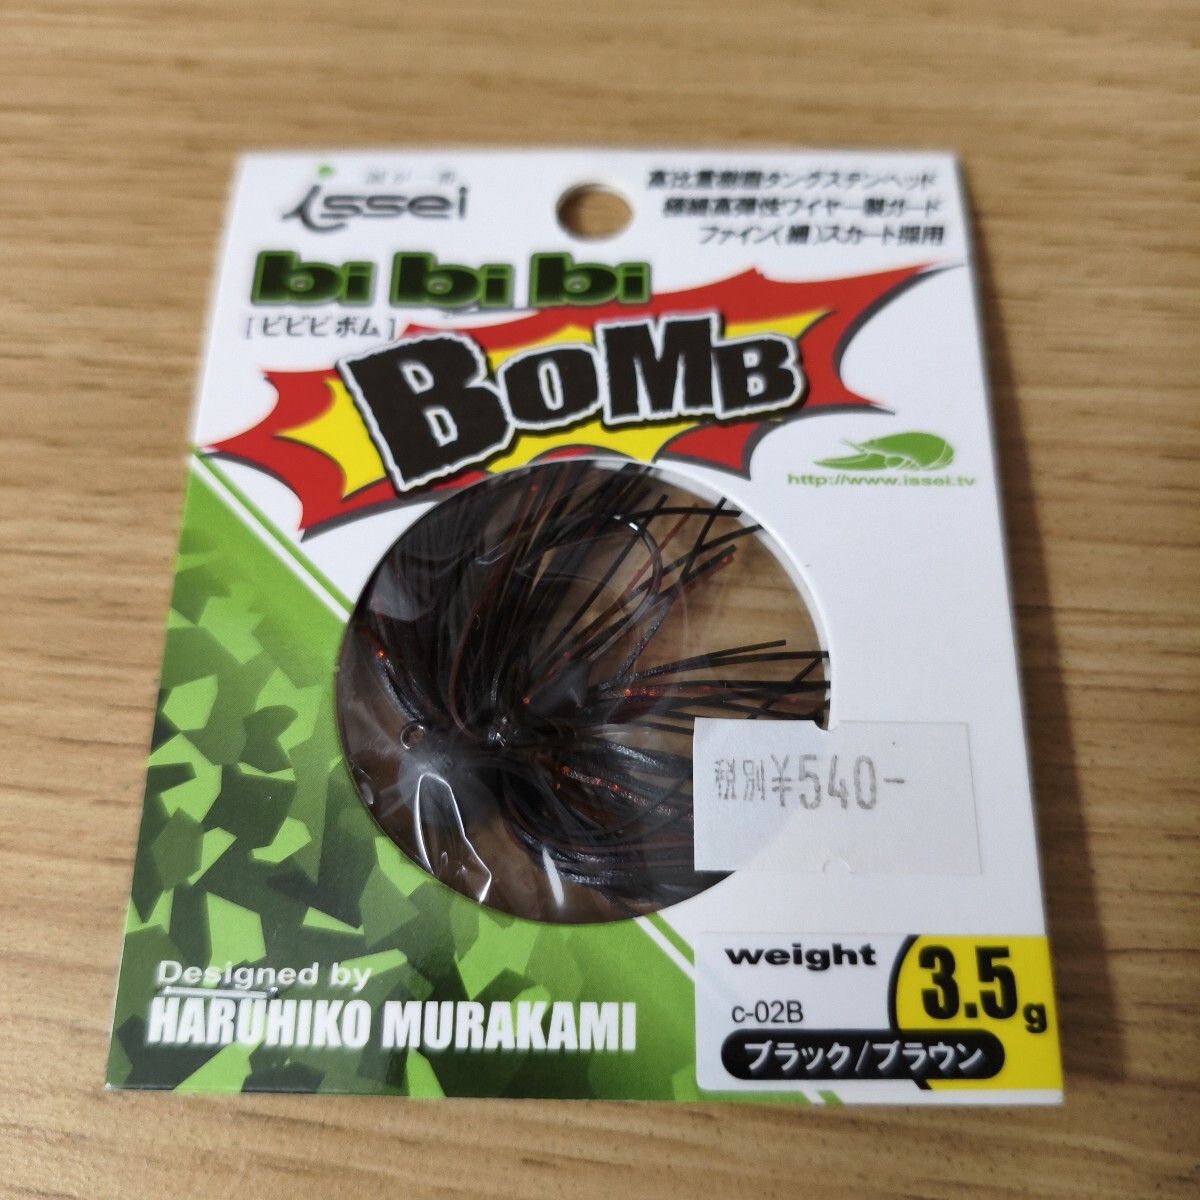 issei
高比重樹脂タングステンヘッド
極細高弾性ワイヤー製ガード
ファイン(細)スカート採用
bi bi bi
[ビビビボム]
BOMB
http://www.issei.tv
税別¥540-
Designed by
HARUHIKO MURAKAMI
weight
3.5g
c-02B
ブラック/ブラウン